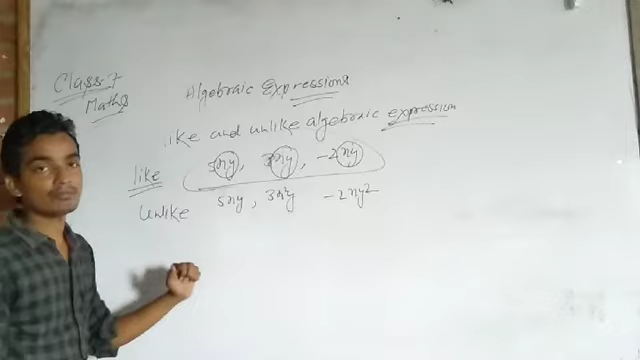 Class 7
Maths
Algebraic Expressions
like and unlike algebraic expression
like 5xy, 3xy, -2xy
unlike 5xy, 3x²y -2xy²